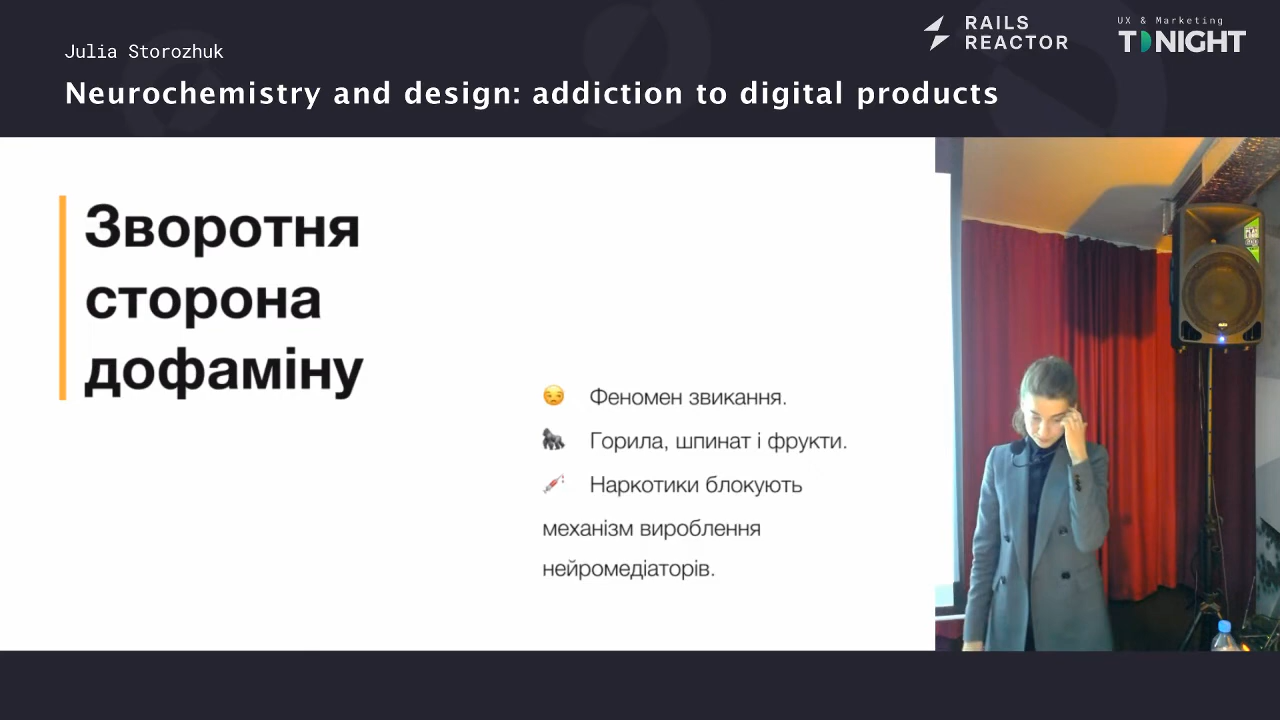 Julia Storozhuk
Neurochemistry and design: addiction to digital products
RAILS
REACTOR
UX & Marketing
TONIGHT
Зворотня
сторона
дофаміну
Феномен звикання.
Горила, шпинат і фрукти.
Наркотики блокують
механізм вироблення
нейромедіаторів.